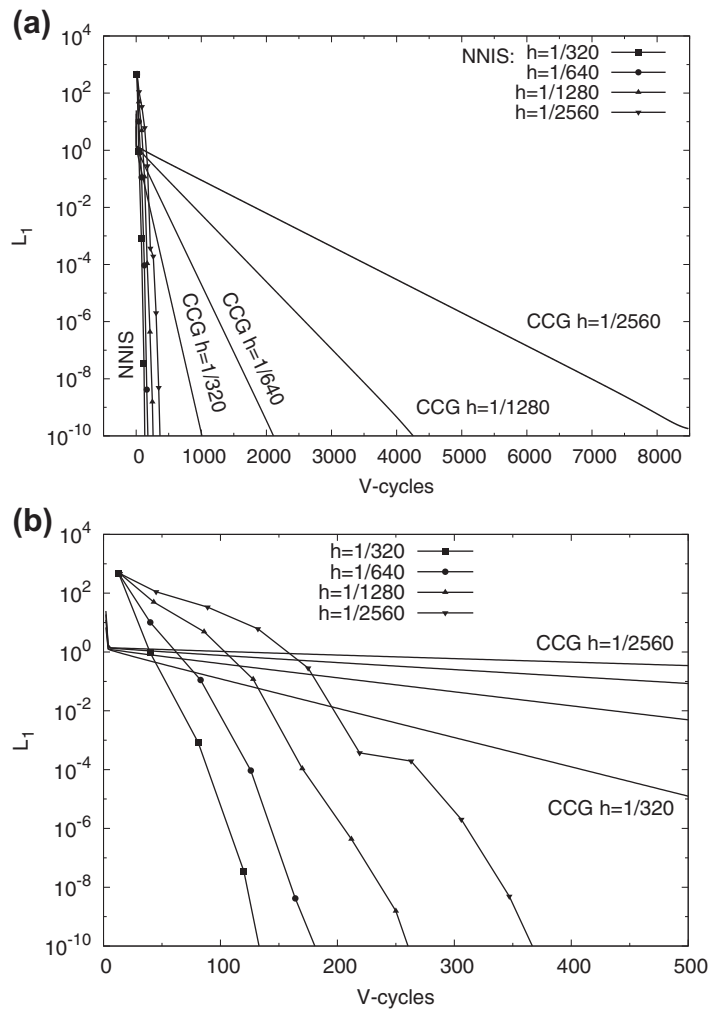 (a)
10^4
10^2
10^0
10^-2
10^-4
10^-6
10^-8
10^-10
L_1
NNIS: h=1/320
h=1/640
h=1/1280
h=1/2560
NNIS
CCG h=1/320
CCG h=1/640
CCG h=1/1280
CCG h=1/2560
0 1000 2000 3000 4000 5000 6000 7000 8000
V-cycles
(b)
10^4
10^2
10^0
10^-2
10^-4
10^-6
10^-8
10^-10
L_1
h=1/320
h=1/640
h=1/1280
h=1/2560
CCG h=1/2560
CCG h=1/320
0 100 200 300 400 500
V-cycles